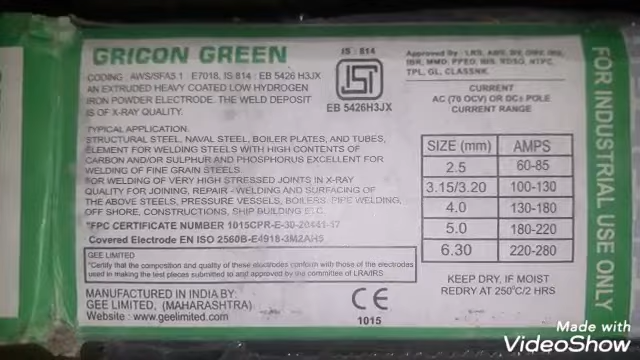 GRICON GREEN
CODING : AWS/SFA5.1 : E7018, IS 814 : EB 5426 H3JX
AN EXTRUDED HEAVY COATED LOW HYDROGEN
IRON POWDER ELECTRODE. THE WELD DEPOSIT
IS OF X-RAY QUALITY.
TYPICAL APPLICATION:
STRUCTURAL STEEL, NAVAL STEEL, BOILER PLATES, AND TUBES,
ELEMENT FOR WELDING STEELS WITH HIGH CONTENTS OF
CARBON AND/OR SULPHUR AND PHOSPHORUS EXCELLENT FOR
WELDING OF FINE GRAIN STEELS.
FOR WELDING OF VERY HIGH STRESSED JOINTS IN X-RAY
QUALITY FOR JOINING, REPAIR - WELDING AND SURFACING OF
THE ABOVE STEELS, PRESSURE VESSELS, BOILERS, PIPE WELDING,
OFF SHORE, CONSTRUCTIONS, SHIP BUILDING ETC.
*FPC CERTIFICATE NUMBER 1015CPR-E-30-20441-17
Covered Electrode EN ISO 2560B-E4918-3M2AH5
GEE LIMITED
"Certify that the composition and quality of these electrodes conform with those of the electrodes
used in making the test pieces submitted to and approved by the committee of LRA/IRS
MANUFACTURED IN INDIA BY:
GEE LIMITED, (MAHARASHTRA)
Website : www.geelimited.com
CE
1015
IS : 814
ISI
EB 5426H3JX
Approved By : LRS, ABS,
IBR, MMD,
TPL, GL, CLASSNK.
CURRENT
AC (70 OCV) OR DC± POLE
CURRENT RANGE
SIZE (mm) AMPS
2.5 60-85
3.15/3.20 100-130
4.0 130-180
5.0 180-220
6.30 220-280
KEEP DRY, IF MOIST
REDRY AT 250°C/2 HRS
FOR INDUSTRIAL USE ONLY
Made with
VideoShow